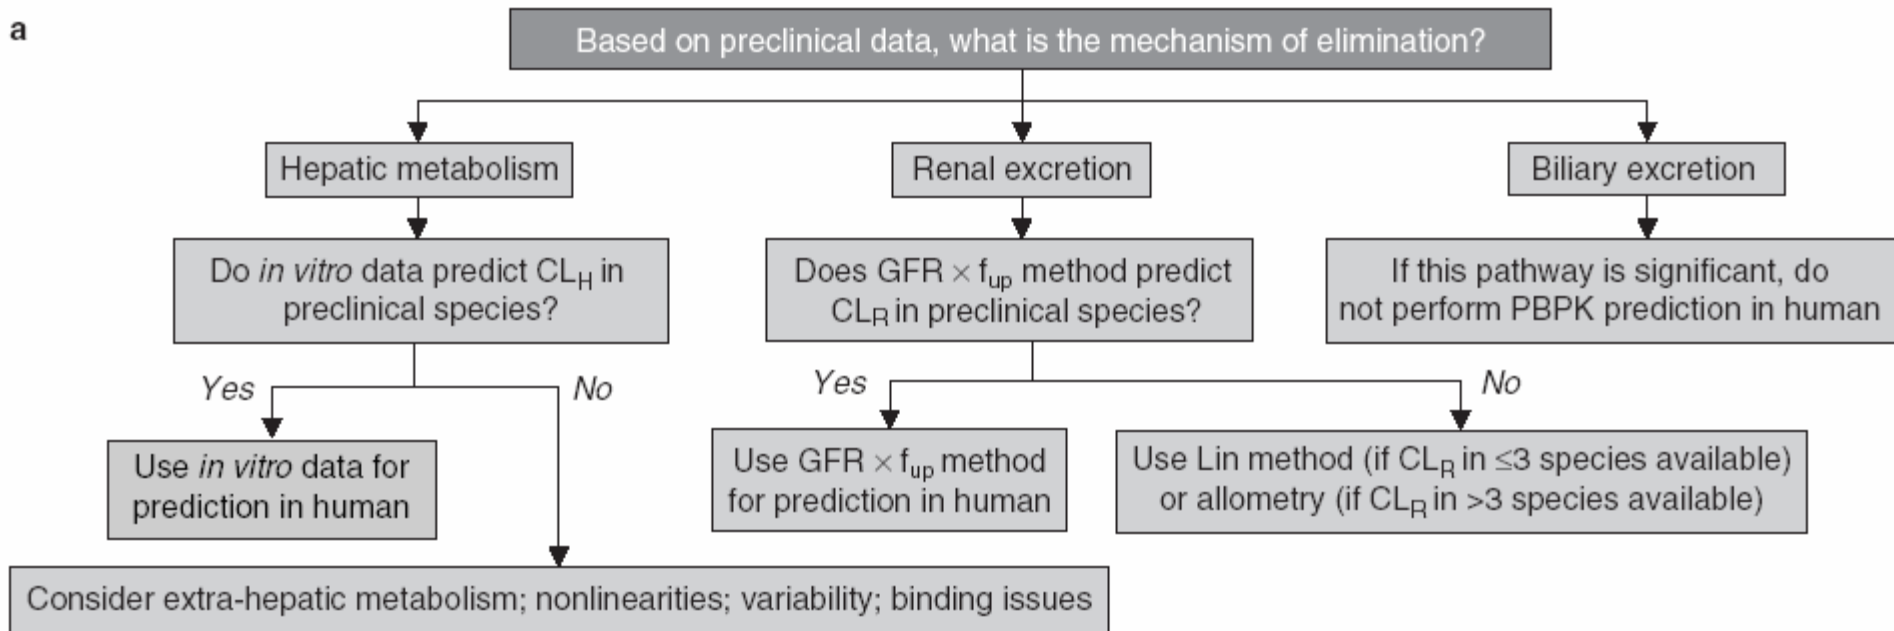 a
Based on preclinical data, what is the mechanism of elimination?
Hepatic metabolism
Renal excretion
Biliary excretion
Do in vitro data predict CLH in
preclinical species?
Does GFR × fup method predict
CLR in preclinical species?
If this pathway is significant, do
not perform PBPK prediction in human
Yes
No
Yes
No
Use in vitro data for
prediction in human
Use GFR × fup method
for prediction in human
Use Lin method (if CLR in ≤3 species available)
or allometry (if CLR in >3 species available)
Consider extra-hepatic metabolism; nonlinearities; variability; binding issues